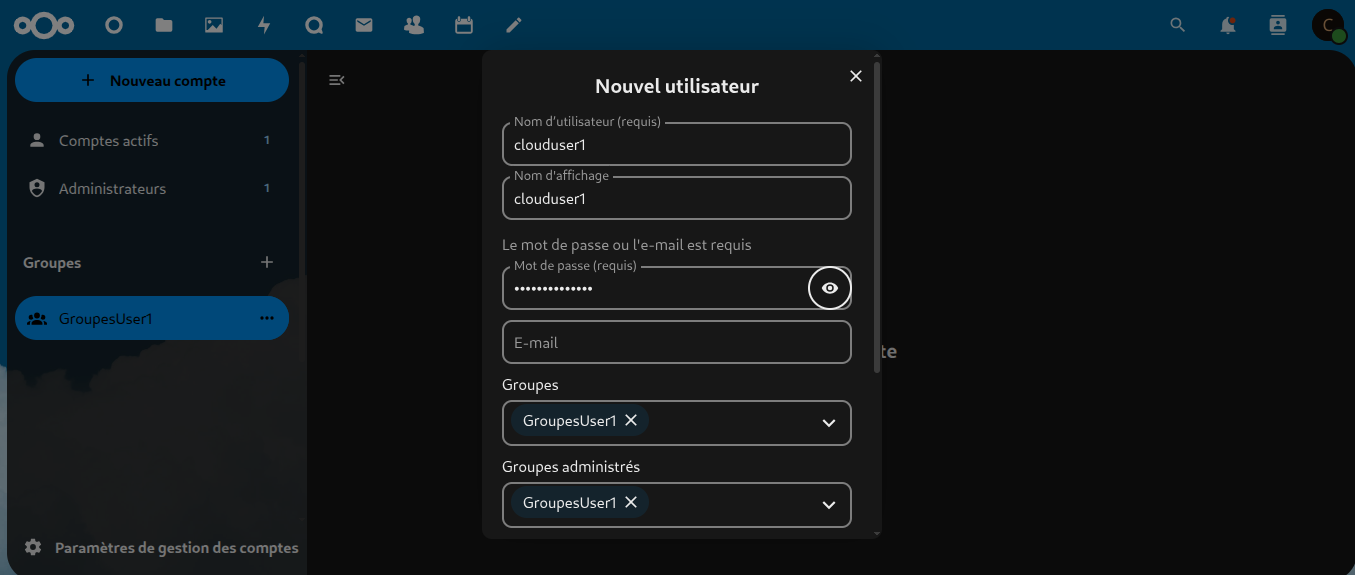 C
Nouveau compte
Comptes actifs 1
Administrateurs 1
Groupes
GroupesUser1
Paramètres de gestion des comptes
Nouvel utilisateur
Nom d'utilisateur (requis)
clouduser1
Nom d'affichage
clouduser1
Le mot de passe ou l'e-mail est requis
Mot de passe (requis)
••••••••••••••
E-mail
Groupes
GroupesUser1
Groupes administrés
GroupesUser1
te